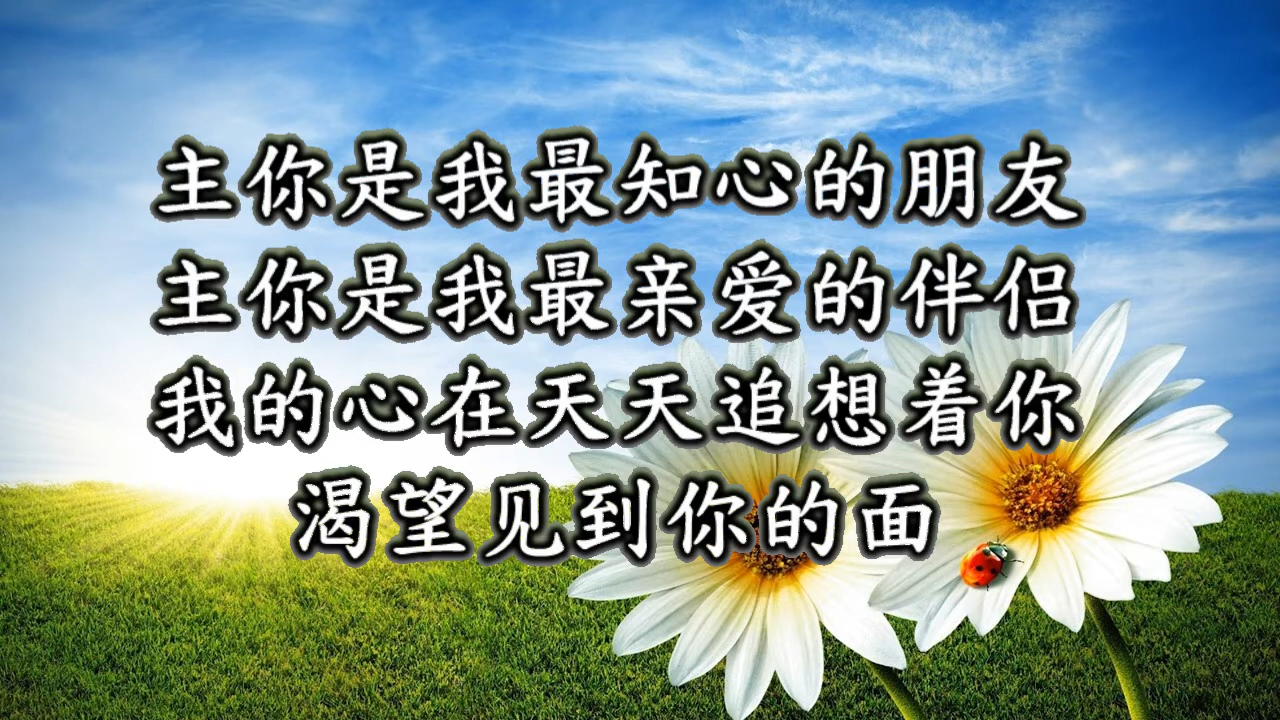 主你是我最知心的朋友
主你是我最亲爱的伴侣
我的心在天天追想着你
渴望见到你的面